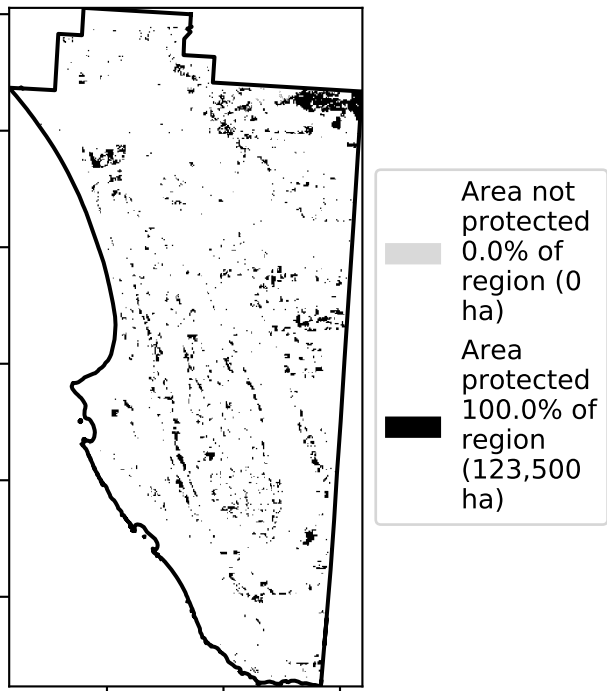 Area not
protected
0.0% of
region (0
ha)
Area
protected
100.0% of
region
(123,500
ha)